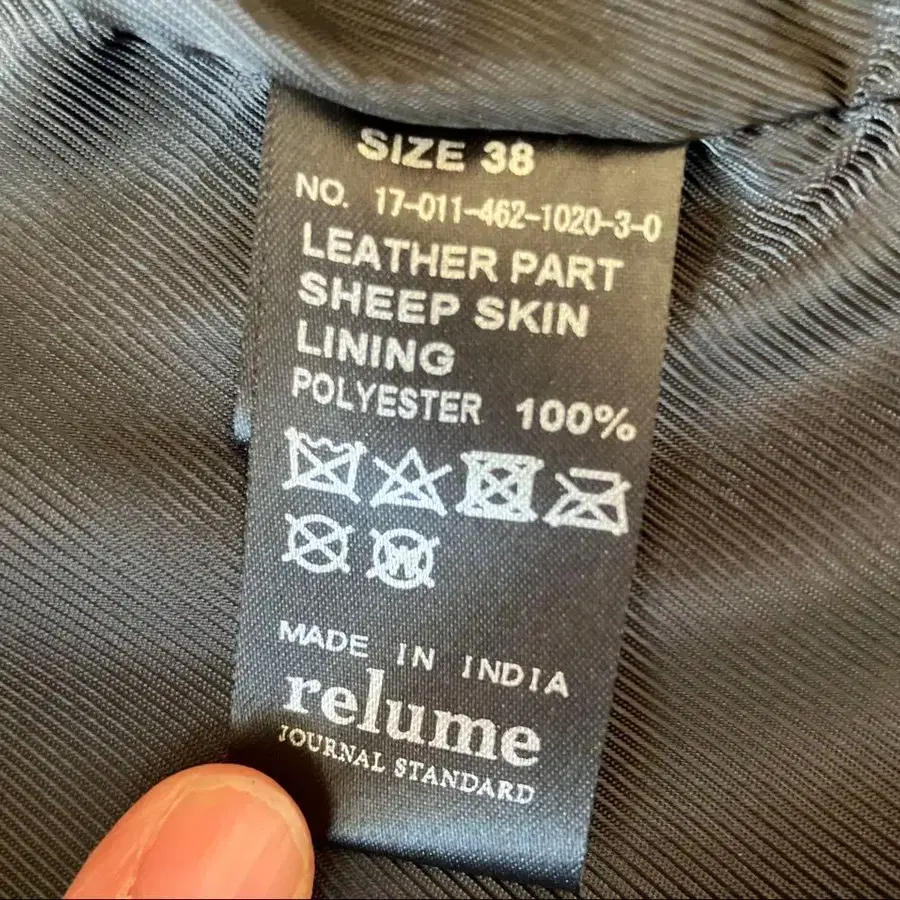 SIZE 38
NO. 17-011-462-1020-3-0
LEATHER PART
SHEEP SKIN
LINING
POLYESTER 100%
W
MADE IN INDIA
relume
JOURNAL STANDARD